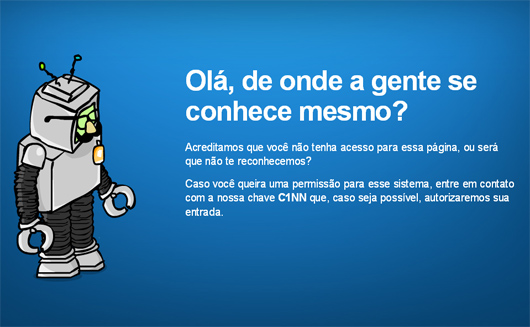 Olá, de onde a gente se
conhece mesmo?
Acreditamos que você não tenha acesso para essa página, ou será
que não te reconhecemos?
Caso você queira uma permissão para esse sistema, entre em contato
com a nossa chave C1NN que, caso seja possível, autorizaremos sua
entrada.